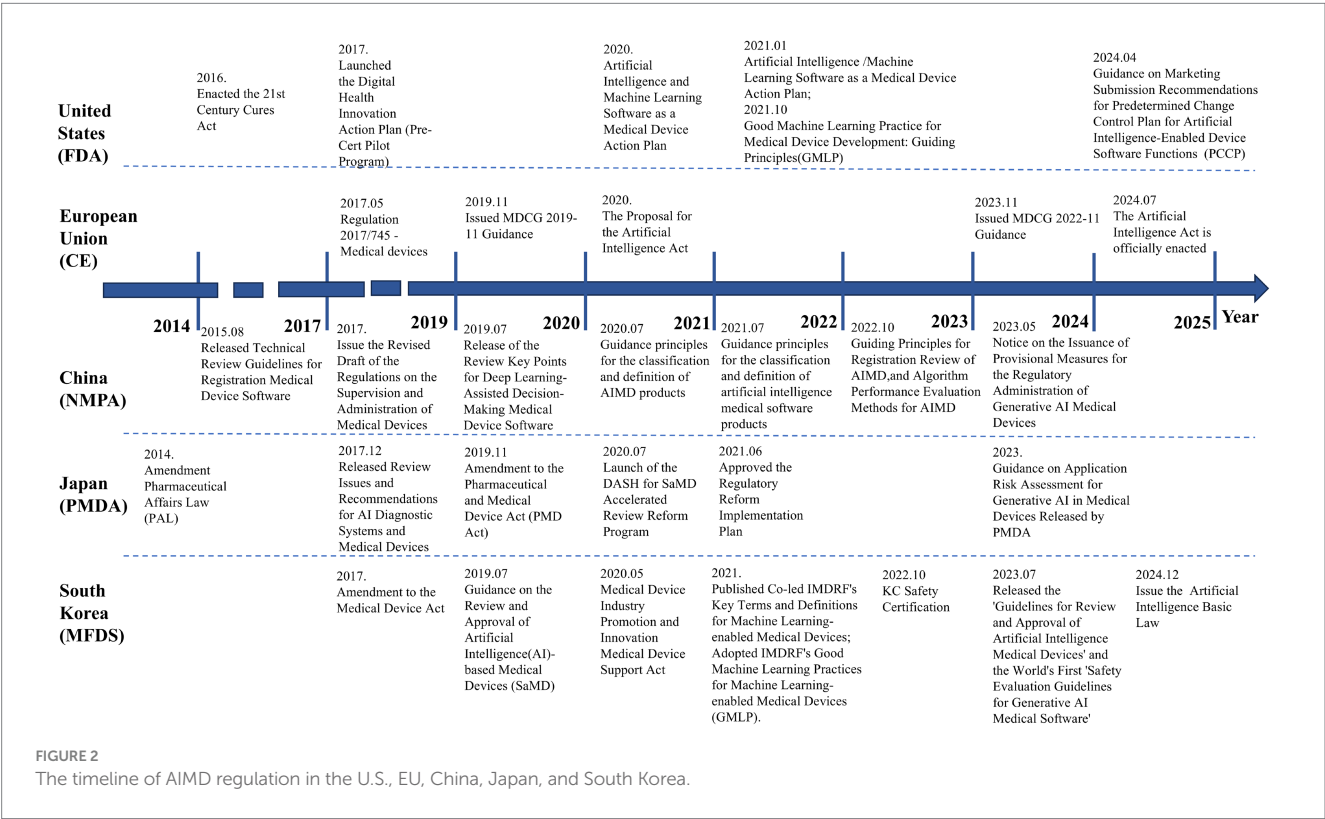 United
States
(FDA)
2016.
Enacted the 21st
Century Cures
Act
2017.
Launched
the Digital
Health
Innovation
Action Plan (Pre-
Cert Pilot
Program)
2020.
Artificial
Intelligence and
Machine Learning
Software as a
Medical Device
Action Plan
2021.01
Artificial Intelligence /Machine
Learning Software as a Medical Device
Action Plan;
2021.10
Good Machine Learning Practice for
Medical Device Development: Guiding
Principles(GMLP)
2024.04
Guidance on Marketing
Submission Recommendations
for Predetermined Change
Control Plan for Artificial
Intelligence-Enabled Device
Software Functions (PCCP)
European
Union
(CE)
2017.05
Regulation
2017/745 -
Medical devices
2019.11
Issued MDCG 2019-
11 Guidance
2020.
The Proposal for
the Artificial
Intelligence Act
2023.11
Issued MDCG 2022-11
Guidance
2024.07
The Artificial
Intelligence Act is
officially enacted
2014
2017
2019
2020
2021
2022
2023
2024
2025
Year
China
(NMPA)
2015.08
Released Technical
Review Guidelines for
Registration Medical
Device Software
2017.
Issue the Revised
Draft of the
Regulations on the
Supervision and
Administration of
Medical Devices
2019.07
Release of the
Review Key Points
for Deep Learning-
Assisted Decision-
Making Medical
Device Software
2020.07
Guidance principles
for the classification
and definition of
AIMD products
2021.07
Guidance principles
for the classification
and definition of
artificial intelligence
medical software
products
2022.10
Guiding Principles for
Registration Review of
AIMD,and Algorithm
Performance Evaluation
Methods for AIMD
2023.05
Notice on the Issuance of
Provisional Measures for
the Regulatory
Administration of
Generative AI Medical
Devices
Japan
(PMDA)
2014.
Amendment
Pharmaceutical
Affairs Law
(PAL)
2017.12
Released Review
Issues and
Recommendations
for AI Diagnostic
Systems and
Medical Devices
2019.11
Amendment to the
Pharmaceutical
and Medical
Device Act (PMD
Act)
2020.07
Launch of the
DASH for SaMD
Accelerated
Review Reform
Program
2021.06
Approved the
Regulatory
Reform
Implementation
Plan
2023.
Guidance on Application
Risk Assessment for
Generative AI in Medical
Devices Released by
PMDA
South
Korea
(MFDS)
2017.
Amendment to the
Medical Device Act
2019.07
Guidance on the
Review and
Approval of
Artificial
Intelligence(AI)-
based Medical
Devices (SaMD)
2020.05
Medical Device
Industry
Promotion and
Innovation
Medical Device
Support Act
2021.
Published Co-led IMDRF's
Key Terms and Definitions
for Machine Learning-
enabled Medical Devices;
Adopted IMDRF's Good
Machine Learning Practices
for Machine Learning-
enabled Medical Devices
(GMLP).
2022.10
KC Safety
Certification
2023.07
Released the
'Guidelines for Review
and Approval of
Artificial Intelligence
Medical Devices' and
the World's First 'Safety
Evaluation Guidelines
for Generative AI
Medical Software'
2024.12
Issue the Artificial
Intelligence Basic
Law
FIGURE 2
The timeline of AIMD regulation in the U.S., EU, China, Japan, and South Korea.